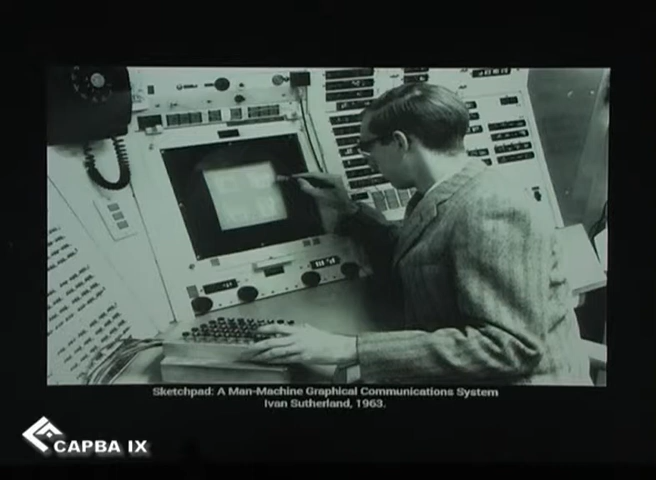 Sketchpad: A Man-Machine Graphical Communications System
Ivan Sutherland, 1963.
CAPBA IX